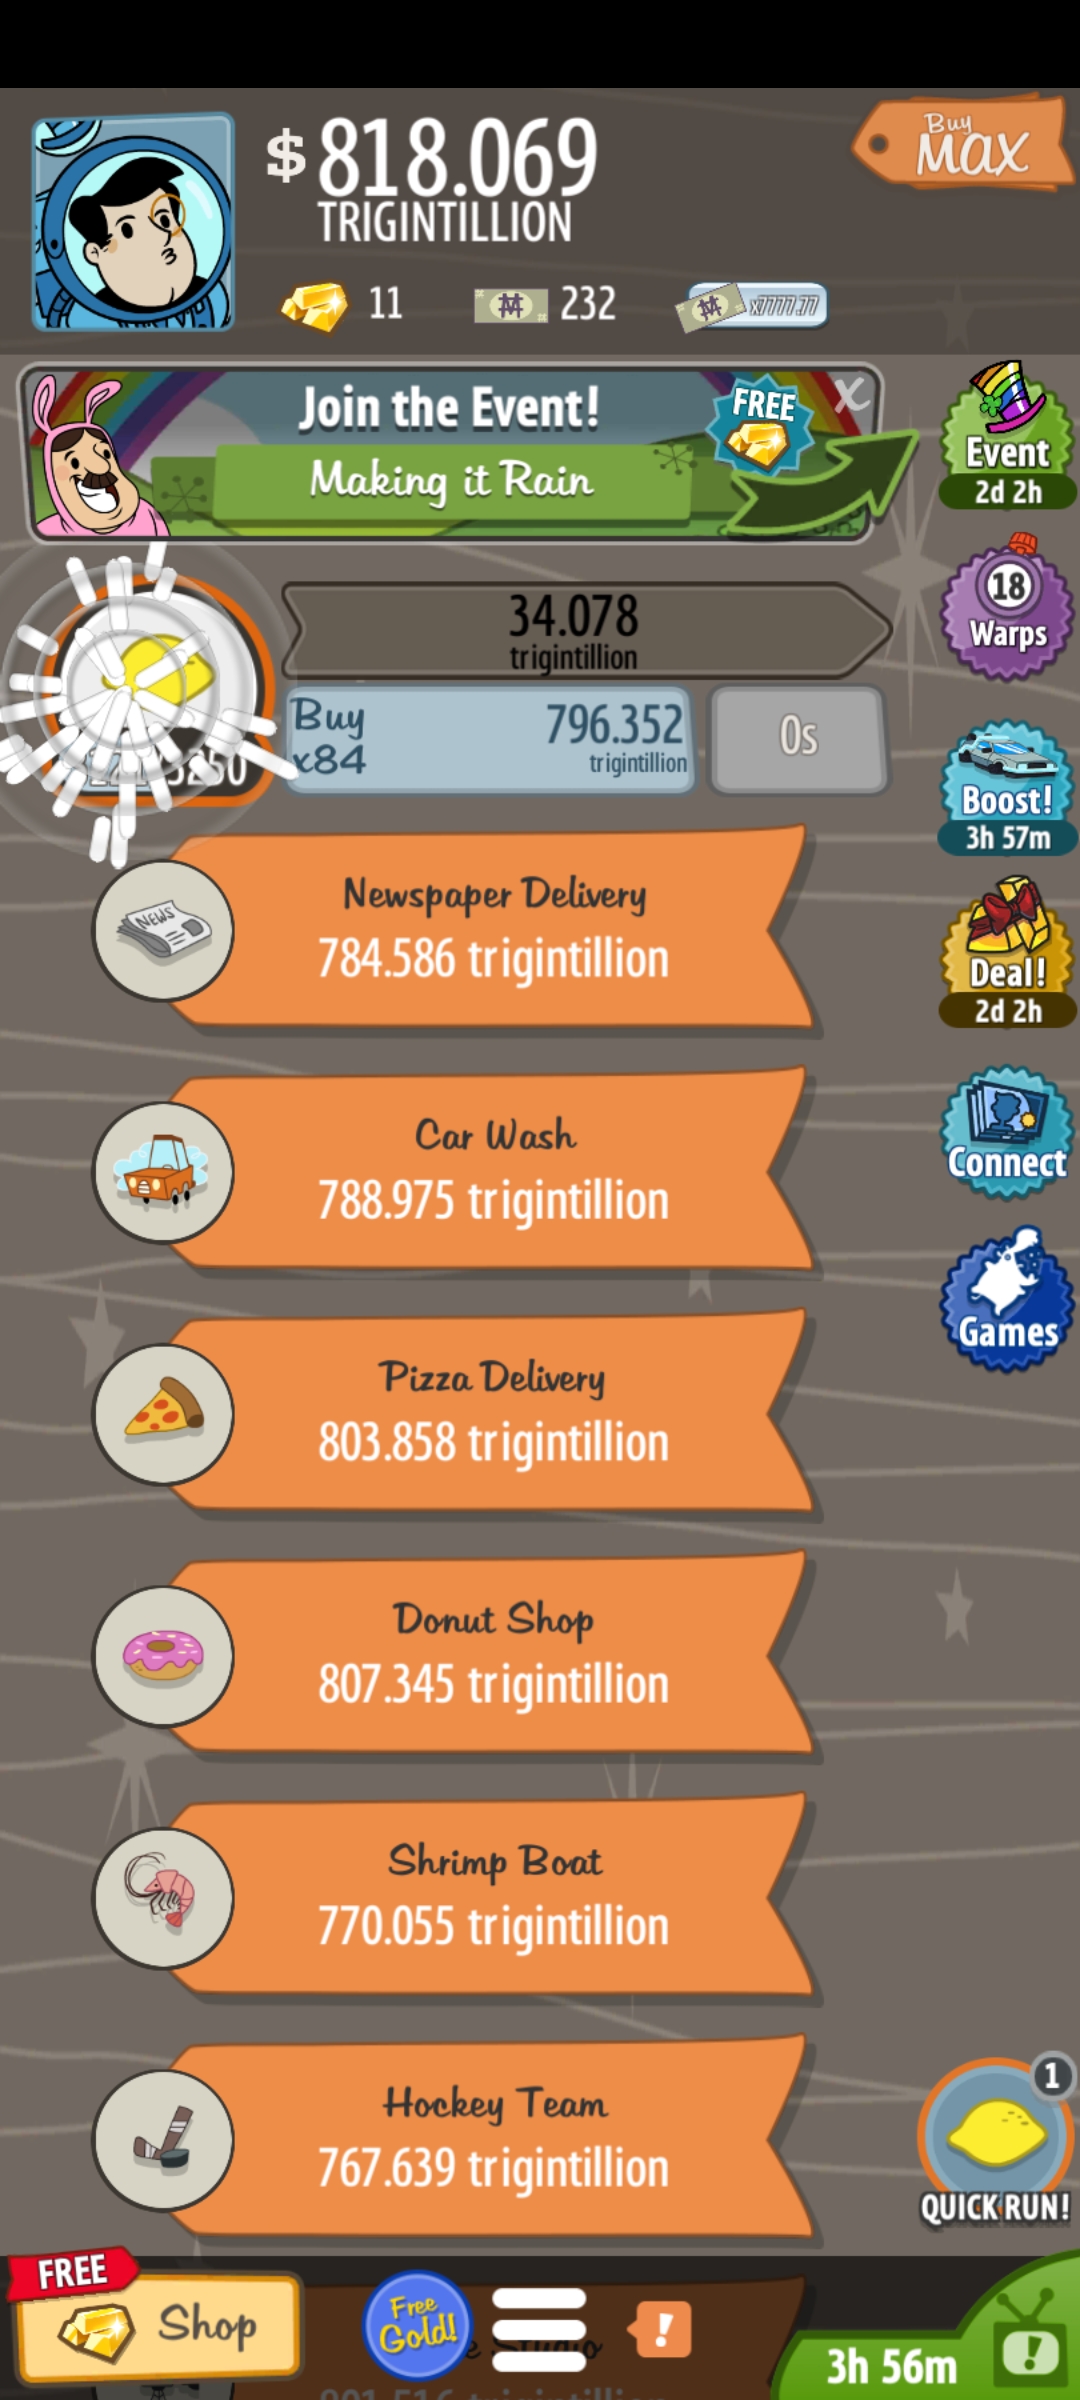 $818.069
TRIGINTILLION
Buy
MAX
11
232
x7777.77
Join the Event!
Making it Rain
FREE
X
Event
2d 2h
34.078
trigintillion
Buy
x84
796.352
trigintillion
0s
18
Warps
Boost!
3h 57m
NEWS
Newspaper Delivery
784.586 trigintillion
Deal!
2d 2h
Car Wash
788.975 trigintillion
Connect
Pizza Delivery
803.858 trigintillion
Games
Donut Shop
807.345 trigintillion
Shrimp Boat
770.055 trigintillion
Hockey Team
767.639 trigintillion
1
QUICK RUN!
FREE
Shop
Free
Gold!
!
3h 56m
!